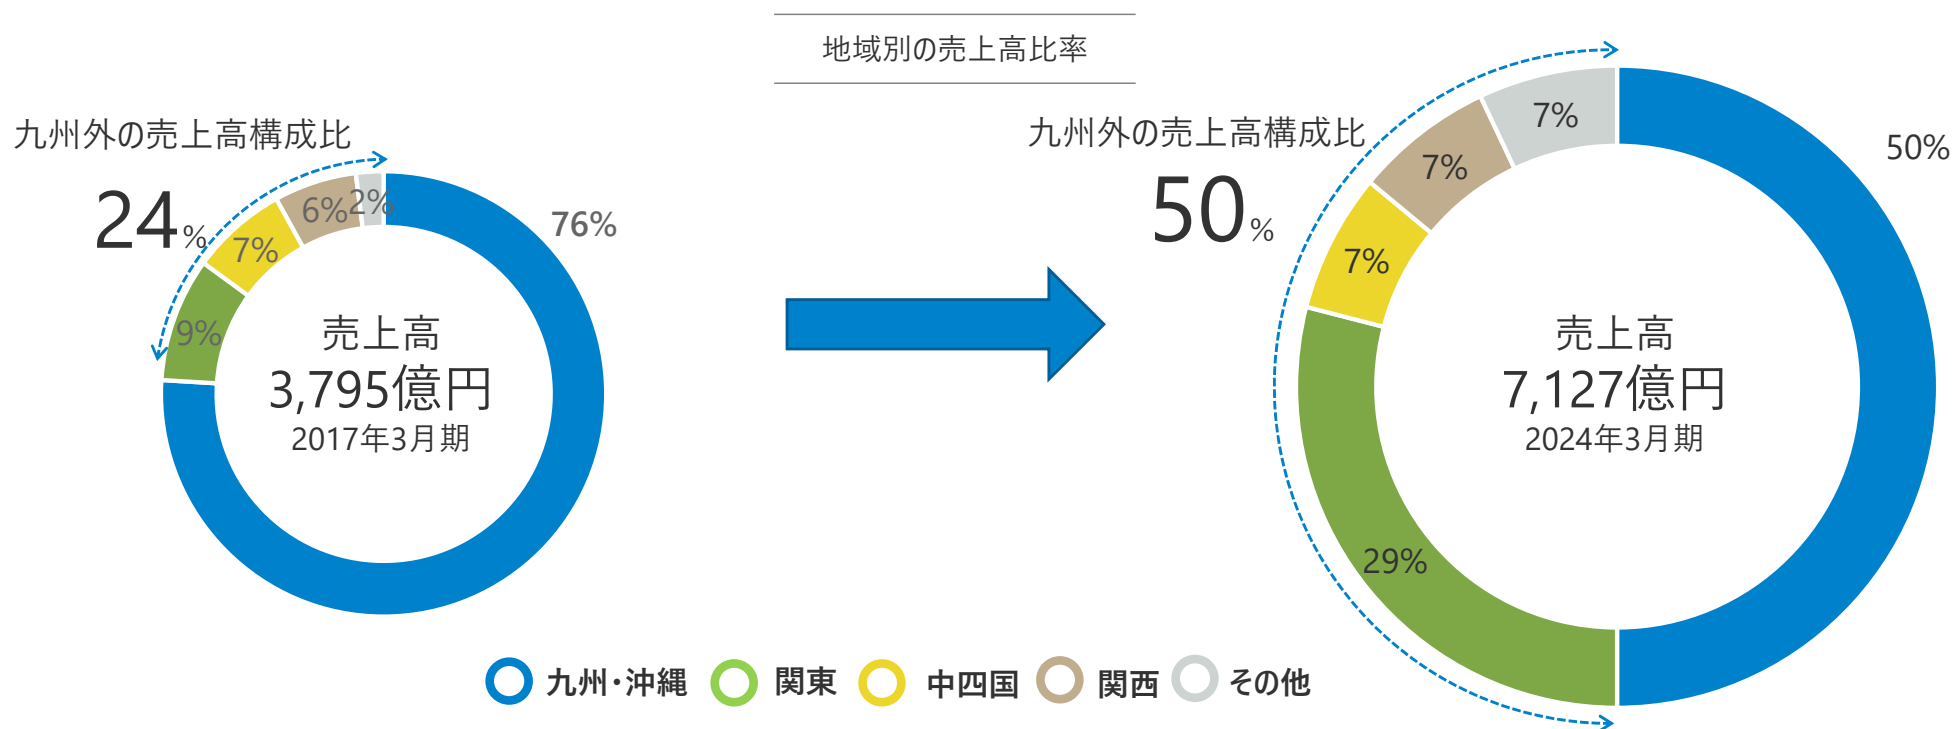 地域別の売上高比率
九州外の売上高構成比
24%
76%
2%
6%
7%
9%
売上高
3,795億円
2017年3月期
九州外の売上高構成比
50%
50%
7%
7%
7%
29%
売上高
7,127億円
2024年3月期
九州・沖縄 関東 中四国 関西 その他